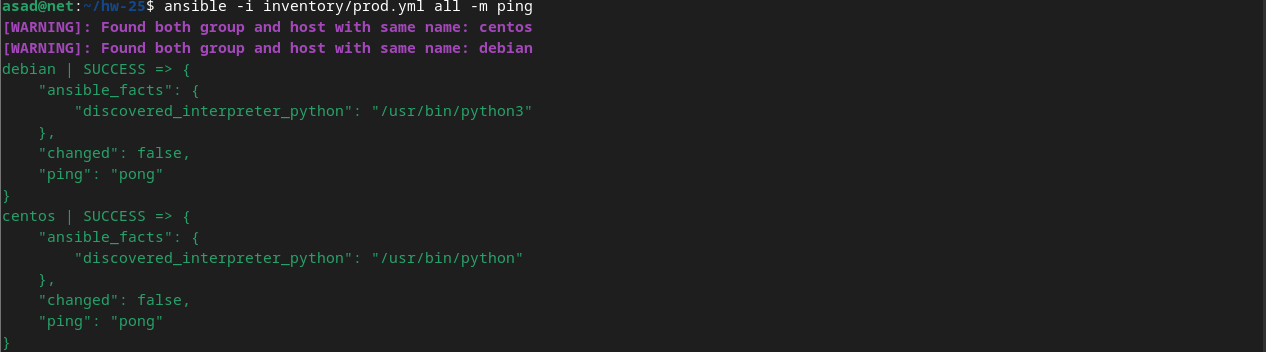 asad@net:~/hw-25$ ansible -i inventory/prod.yml all -m ping
[WARNING]: Found both group and host with same name: centos
[WARNING]: Found both group and host with same name: debian
debian | SUCCESS => {
    "ansible_facts": {
        "discovered_interpreter_python": "/usr/bin/python3"
    },
    "changed": false,
    "ping": "pong"
}
centos | SUCCESS => {
    "ansible_facts": {
        "discovered_interpreter_python": "/usr/bin/python"
    },
    "changed": false,
    "ping": "pong"
}